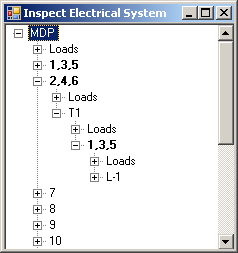 Inspect Electrical System
MDP
Loads
1,3,5
2,4,6
Loads
T1
Loads
1,3,5
Loads
L-1
7
8
9
10